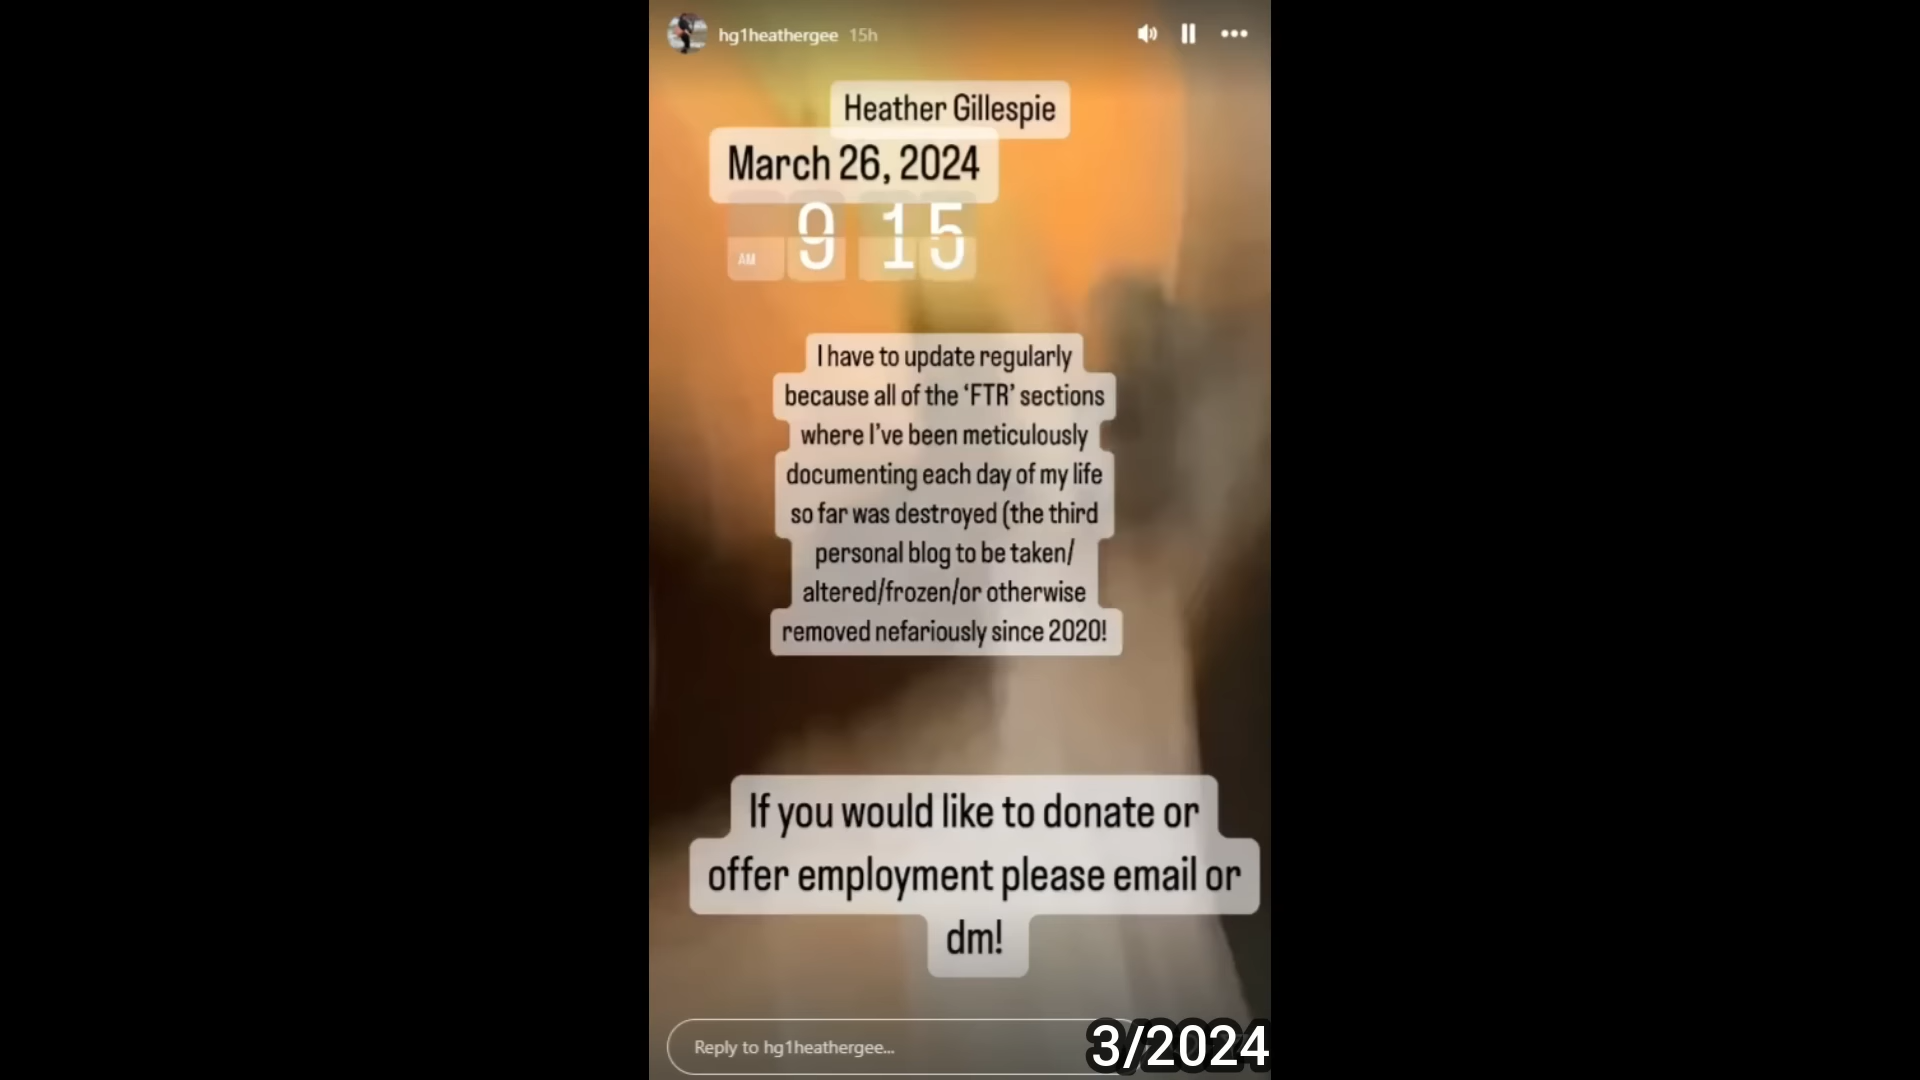 hg1heathergee 15h
Heather Gillespie
March 26, 2024
AM 9 15
I have to update regularly
because all of the ‘FTR’ sections
where I’ve been meticulously
documenting each day of my life
so far was destroyed (the third
personal blog to be taken/
altered/frozen/or otherwise
removed nefariously since 2020!
If you would like to donate or
offer employment please email or
dm!
Reply to hg1heathergee...
3/2024